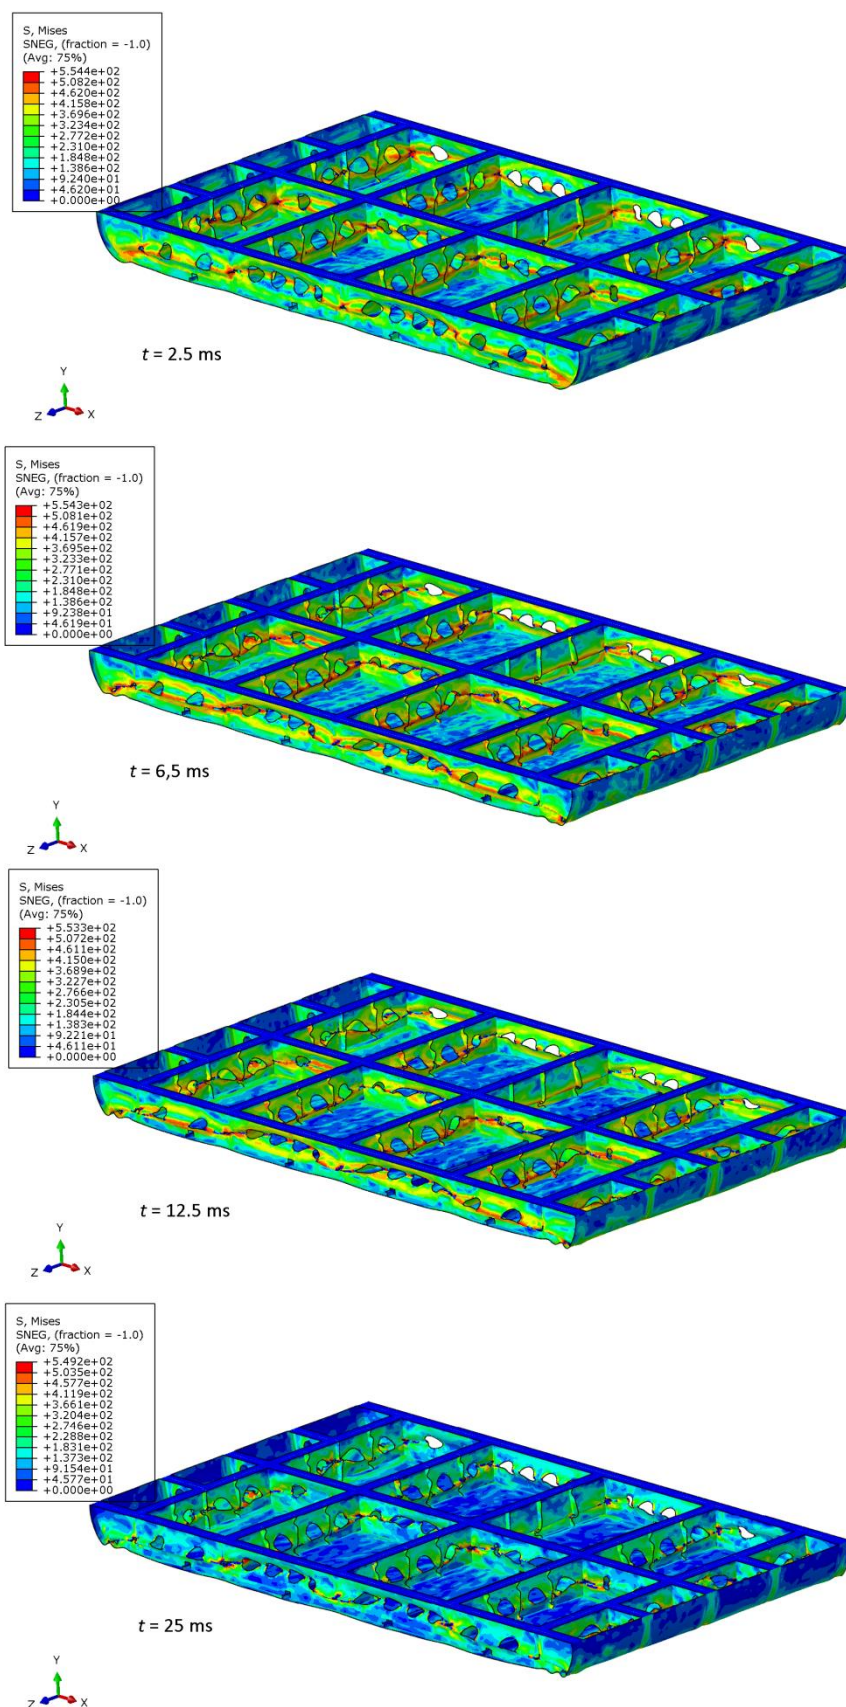 S, Mises
SNEG, (fraction = -1.0)
(Avg: 75%)
+5.544e+02
+5.082e+02
+4.620e+02
+4.158e+02
+3.696e+02
+3.234e+02
+2.772e+02
+2.310e+02
+1.848e+02
+1.386e+02
+9.240e+01
+4.620e+01
+0.000e+00
t = 2.5 ms
Y
Z X
S, Mises
SNEG, (fraction = -1.0)
(Avg: 75%)
+5.543e+02
+5.081e+02
+4.619e+02
+4.157e+02
+3.695e+02
+3.233e+02
+2.771e+02
+2.310e+02
+1.848e+02
+1.386e+02
+9.238e+01
+4.619e+01
+0.000e+00
t = 6,5 ms
Y
Z X
S, Mises
SNEG, (fraction = -1.0)
(Avg: 75%)
+5.533e+02
+5.072e+02
+4.611e+02
+4.150e+02
+3.689e+02
+3.227e+02
+2.766e+02
+2.305e+02
+1.844e+02
+1.383e+02
+9.221e+01
+4.611e+01
+0.000e+00
t = 12.5 ms
Y
Z X
S, Mises
SNEG, (fraction = -1.0)
(Avg: 75%)
+5.492e+02
+5.035e+02
+4.577e+02
+4.119e+02
+3.661e+02
+3.204e+02
+2.746e+02
+2.288e+02
+1.831e+02
+1.373e+02
+9.154e+01
+4.577e+01
+0.000e+00
t = 25 ms
Y
Z X